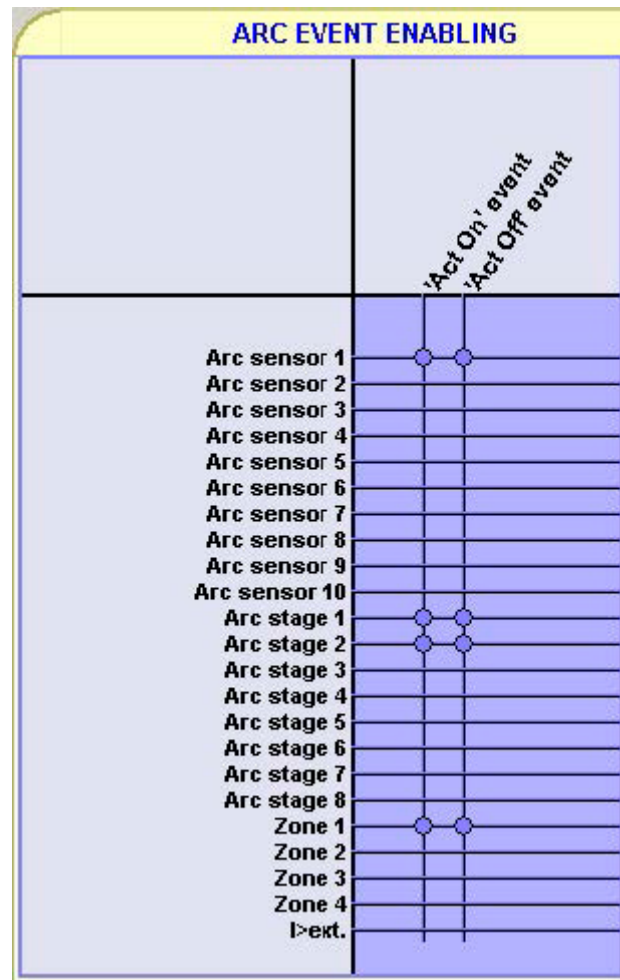 ARC EVENT ENABLING
'Act On' event
'Act Off' event
Arc sensor 1
Arc sensor 2
Arc sensor 3
Arc sensor 4
Arc sensor 5
Arc sensor 6
Arc sensor 7
Arc sensor 8
Arc sensor 9
Arc sensor 10
Arc stage 1
Arc stage 2
Arc stage 3
Arc stage 4
Arc stage 5
Arc stage 6
Arc stage 7
Arc stage 8
Zone 1
Zone 2
Zone 3
Zone 4
I>ext.